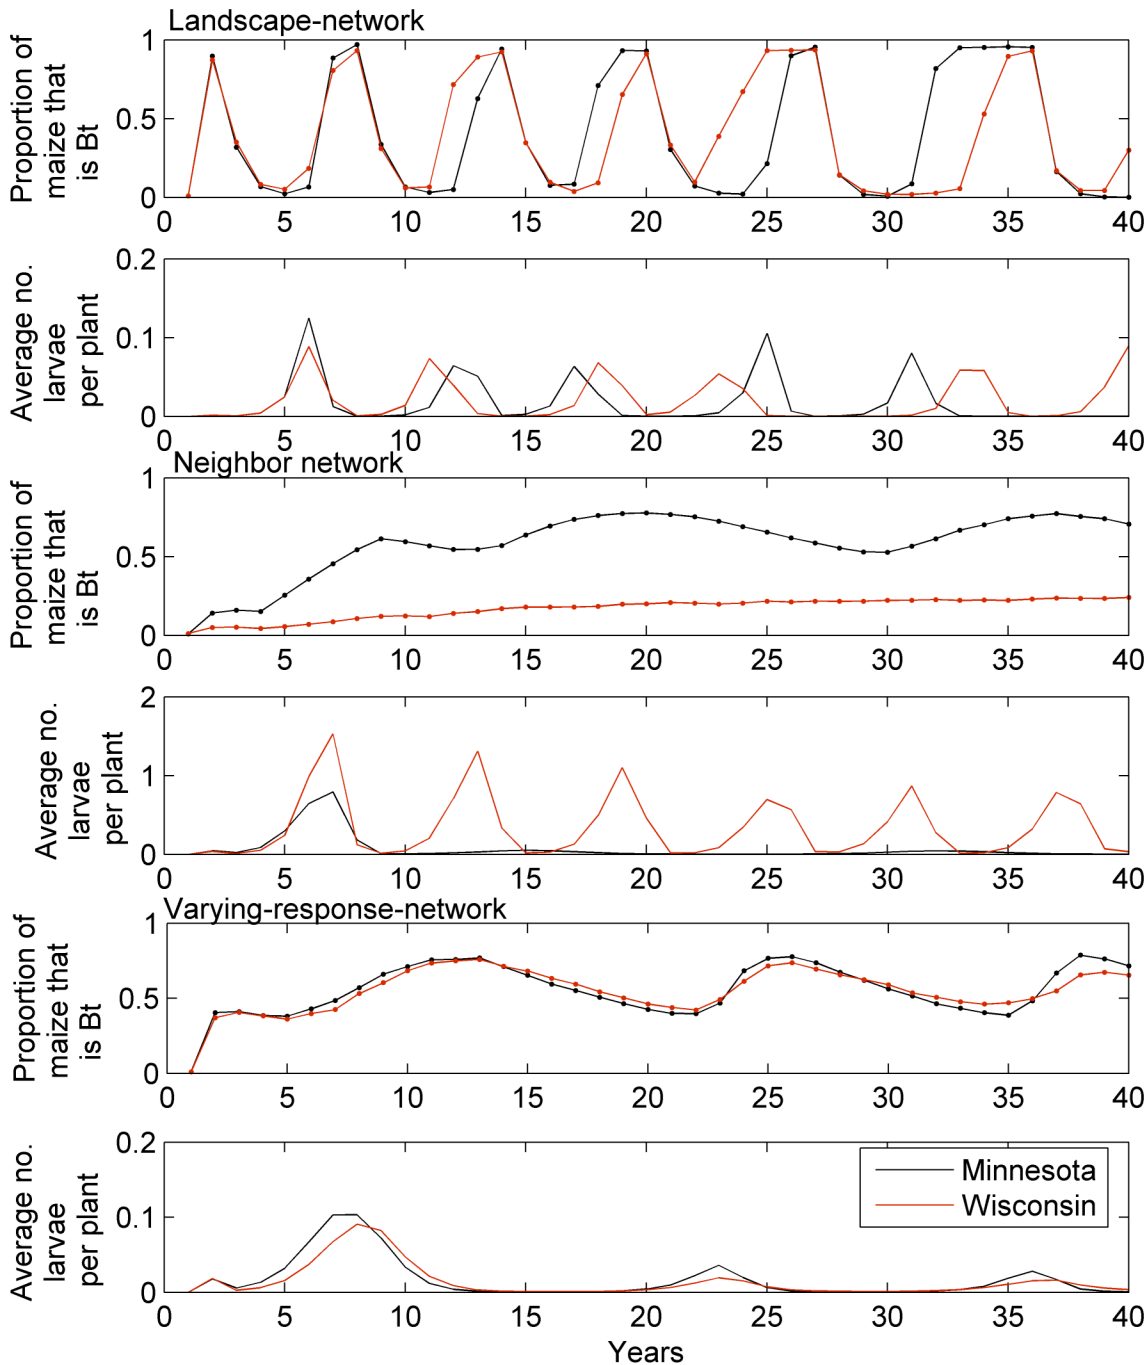 Landscape-network
Proportion of
maize that
is Bt
1
0.5
0
0 5 10 15 20 25 30 35 40
Average no.
larvae
per plant
0.2
0.1
0
0 5 10 15 20 25 30 35 40
Neighbor network
Proportion of
maize that
is Bt
1
0.5
0
0 5 10 15 20 25 30 35 40
Average no.
larvae
per plant
2
1
0
0 5 10 15 20 25 30 35 40
Varying-response-network
Proportion of
maize that
is Bt
1
0.5
0
0 5 10 15 20 25 30 35 40
Average no.
larvae
per plant
0.2
0.1
0
Minnesota
Wisconsin
0 5 10 15 20 25 30 35 40
Years